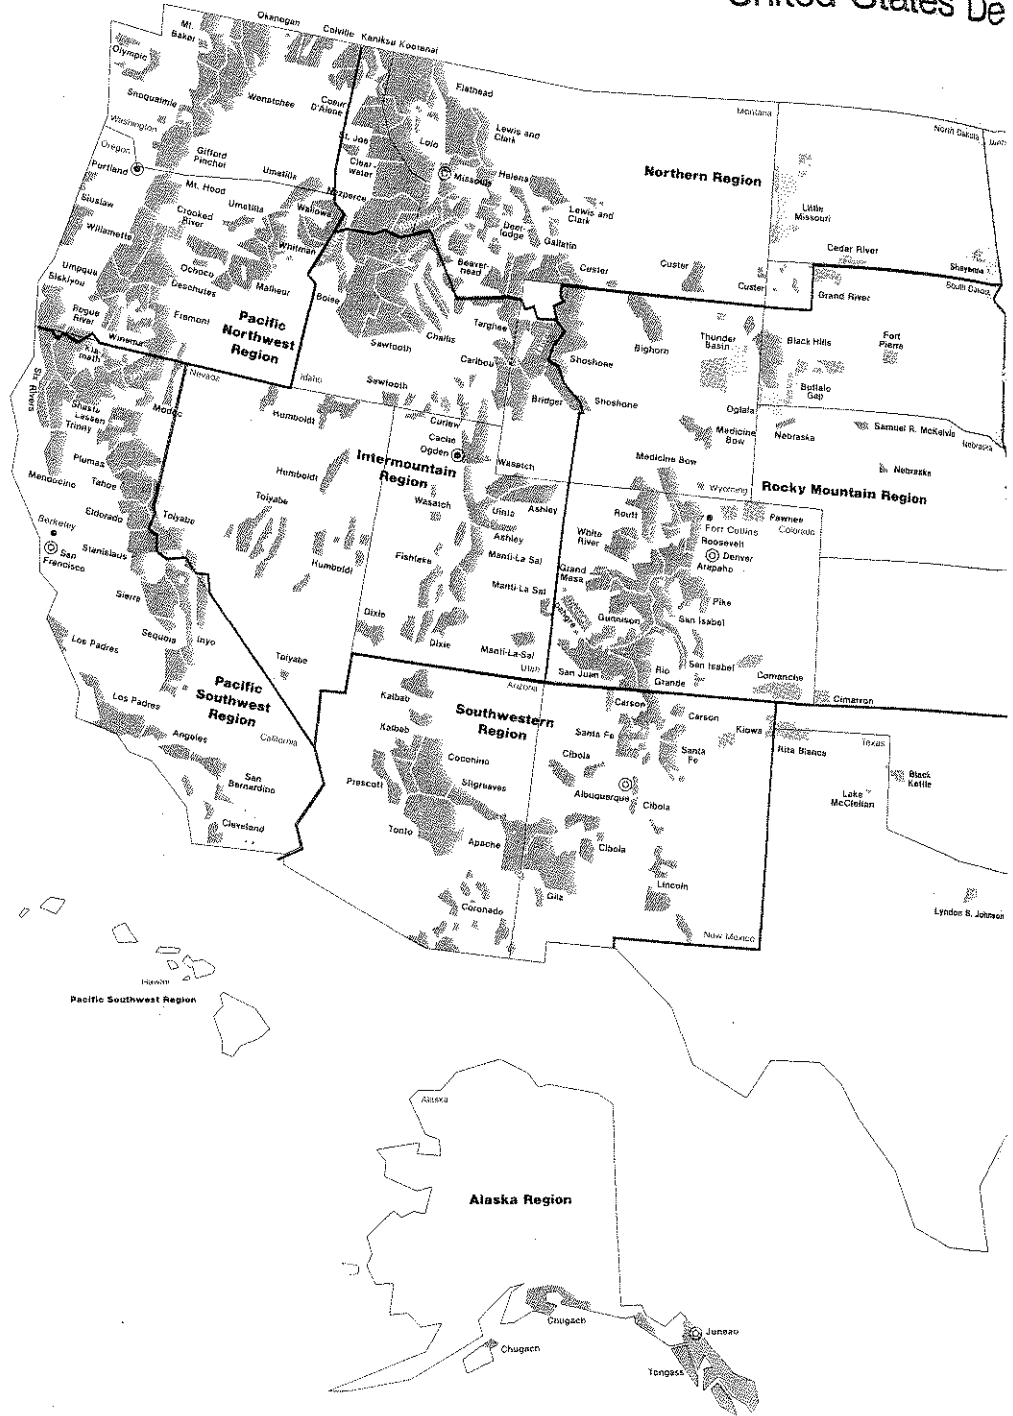 United States De
Okanogan
Colville
Kaniksu
Kootenai
Mt.
Baker
Olympic
Snoqualmie
Wenatchee
Coeur
D'Alene
Flathead
Washington
Oregon
Portland
Gifford
Pinchot
Umatilla
St. Joe
Clear-
water
Nezperce
Lolo
Missoula
Lewis and
Clark
Helena
Lewis and
Clark
Deer-
lodge
Gallatin
Beaver-
head
Custer
Custer
Custer
Northern Region
Montana
North Dakota
Little
Missouri
Cedar River
Sheyenne
South Dakota
Grand River
Siuslaw
Mt. Hood
Umatilla
Wallowa
Crooked
River
Willamette
Whitman
Ochoco
Umpqua
Siskiyou
Deschutes
Malheur
Rogue
River
Fremont
Winema
Pacific
Northwest
Region
Boise
Challis
Sawtooth
Targhee
Caribou
Shoshone
Bighorn
Thunder
Basin
Black Hills
Fort
Pierre
Buffalo
Gap
Oglala
Idaho
Nevada
Sawtooth
Bridger
Shoshone
Curlew
Cache
Ogden
Wasatch
Medicine
Bow
Nebraska
Samuel R. McKelvie
Nebraska
Nebraska
Medicine Bow
Wyoming
Rocky Mountain Region
Six Rivers
Kla-
math
Shasta
Lassen
Trinity
Modoc
Humboldt
Plumas
Mendocino
Tahoe
Humboldt
Intermountain
Region
Toiyabe
Wasatch
Uinta
Ashley
Routt
Pawnee
Colorado
Fort Collins
Roosevelt
Denver
Arapaho
Berkeley
San
Francisco
Eldorado
Toiyabe
Stanislaus
Humboldt
Fishlake
Ashley
White
River
Manti-La Sal
Grand
Mesa
Manti-La Sal
Gunnison
Pike
San Isabel
Sierra
Dixie
Dixie
Manti-La-Sal
Utah
San Juan
Rio
Grande
San Isabel
Comanche
Cimarron
Sequoia
Inyo
Toiyabe
Los Padres
Pacific
Southwest
Region
California
Los Padres
Angeles
San
Bernardino
Cleveland
Kaibab
Arizona
Southwestern
Region
Kaibab
Coconino
Sitgreaves
Prescott
Tonto
Apache
Coronado
Gila
Carson
Carson
Santa Fe
Santa
Fe
Kiowa
Rita Blanca
Texas
Cibola
Albuquerque
Cibola
Cibola
Lincoln
New Mexico
Black
Kettle
Lake
McClellan
Lyndon B. Johnson
Hawaii
Pacific Southwest Region
Alaska
Alaska Region
Chugach
Chugach
Juneau
Tongass